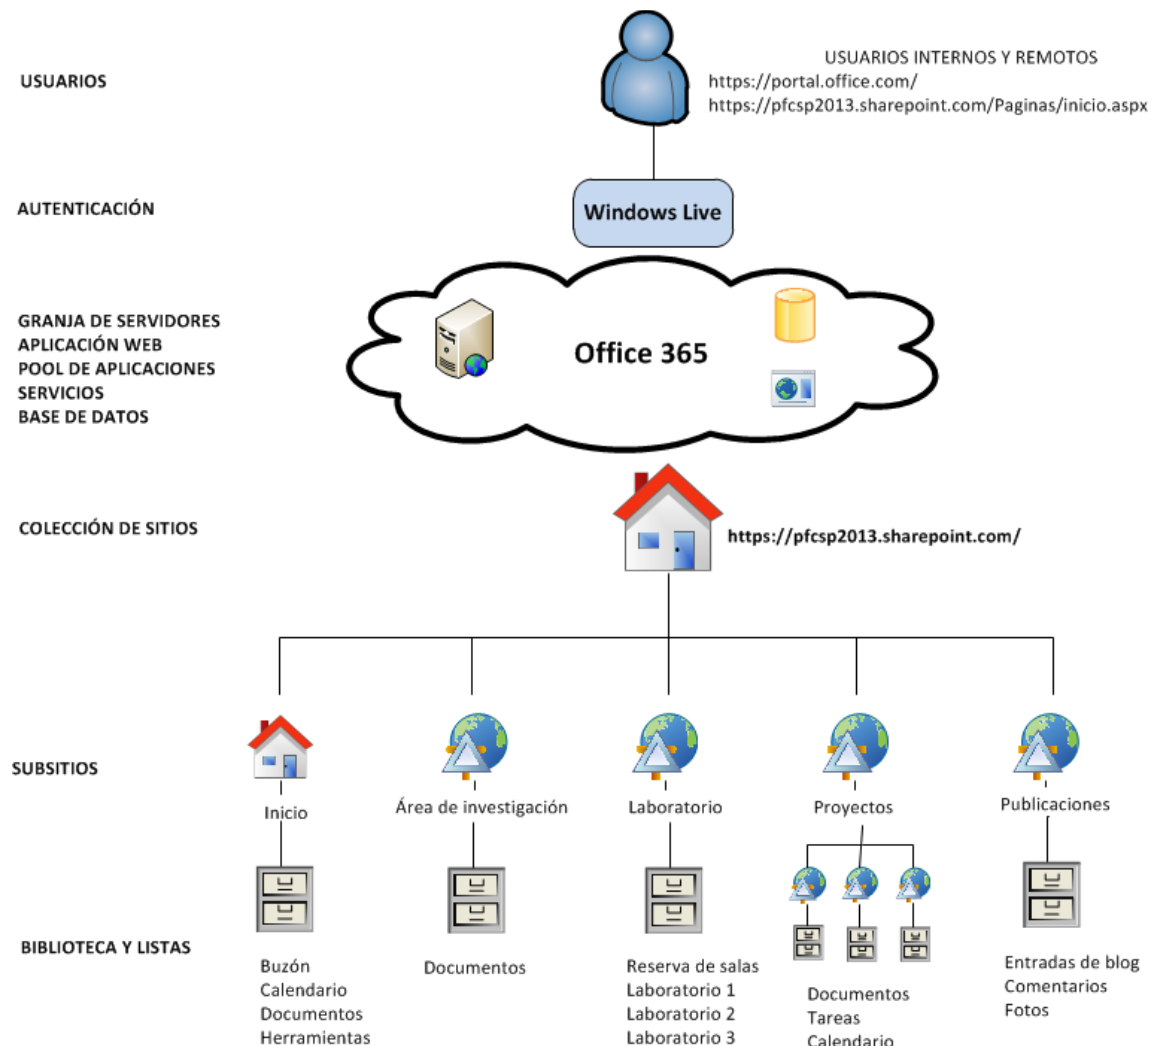 USUARIOS
USUARIOS INTERNOS Y REMOTOS
https://portal.office.com/
https://pfcsp2013.sharepoint.com/Paginas/inicio.aspx
AUTENTICACIÓN
Windows Live
GRANJA DE SERVIDORES
APLICACIÓN WEB
POOL DE APLICACIONES
SERVICIOS
BASE DE DATOS
Office 365
COLECCIÓN DE SITIOS
https://pfcsp2013.sharepoint.com/
SUBSITIOS
Inicio
Área de investigación
Laboratorio
Proyectos
Publicaciones
BIBLIOTECA Y LISTAS
Buzón
Calendario
Documentos
Herramientas
Documentos
Reserva de salas
Laboratorio 1
Laboratorio 2
Laboratorio 3
Documentos
Tareas
Calendario
Entradas de blog
Comentarios
Fotos